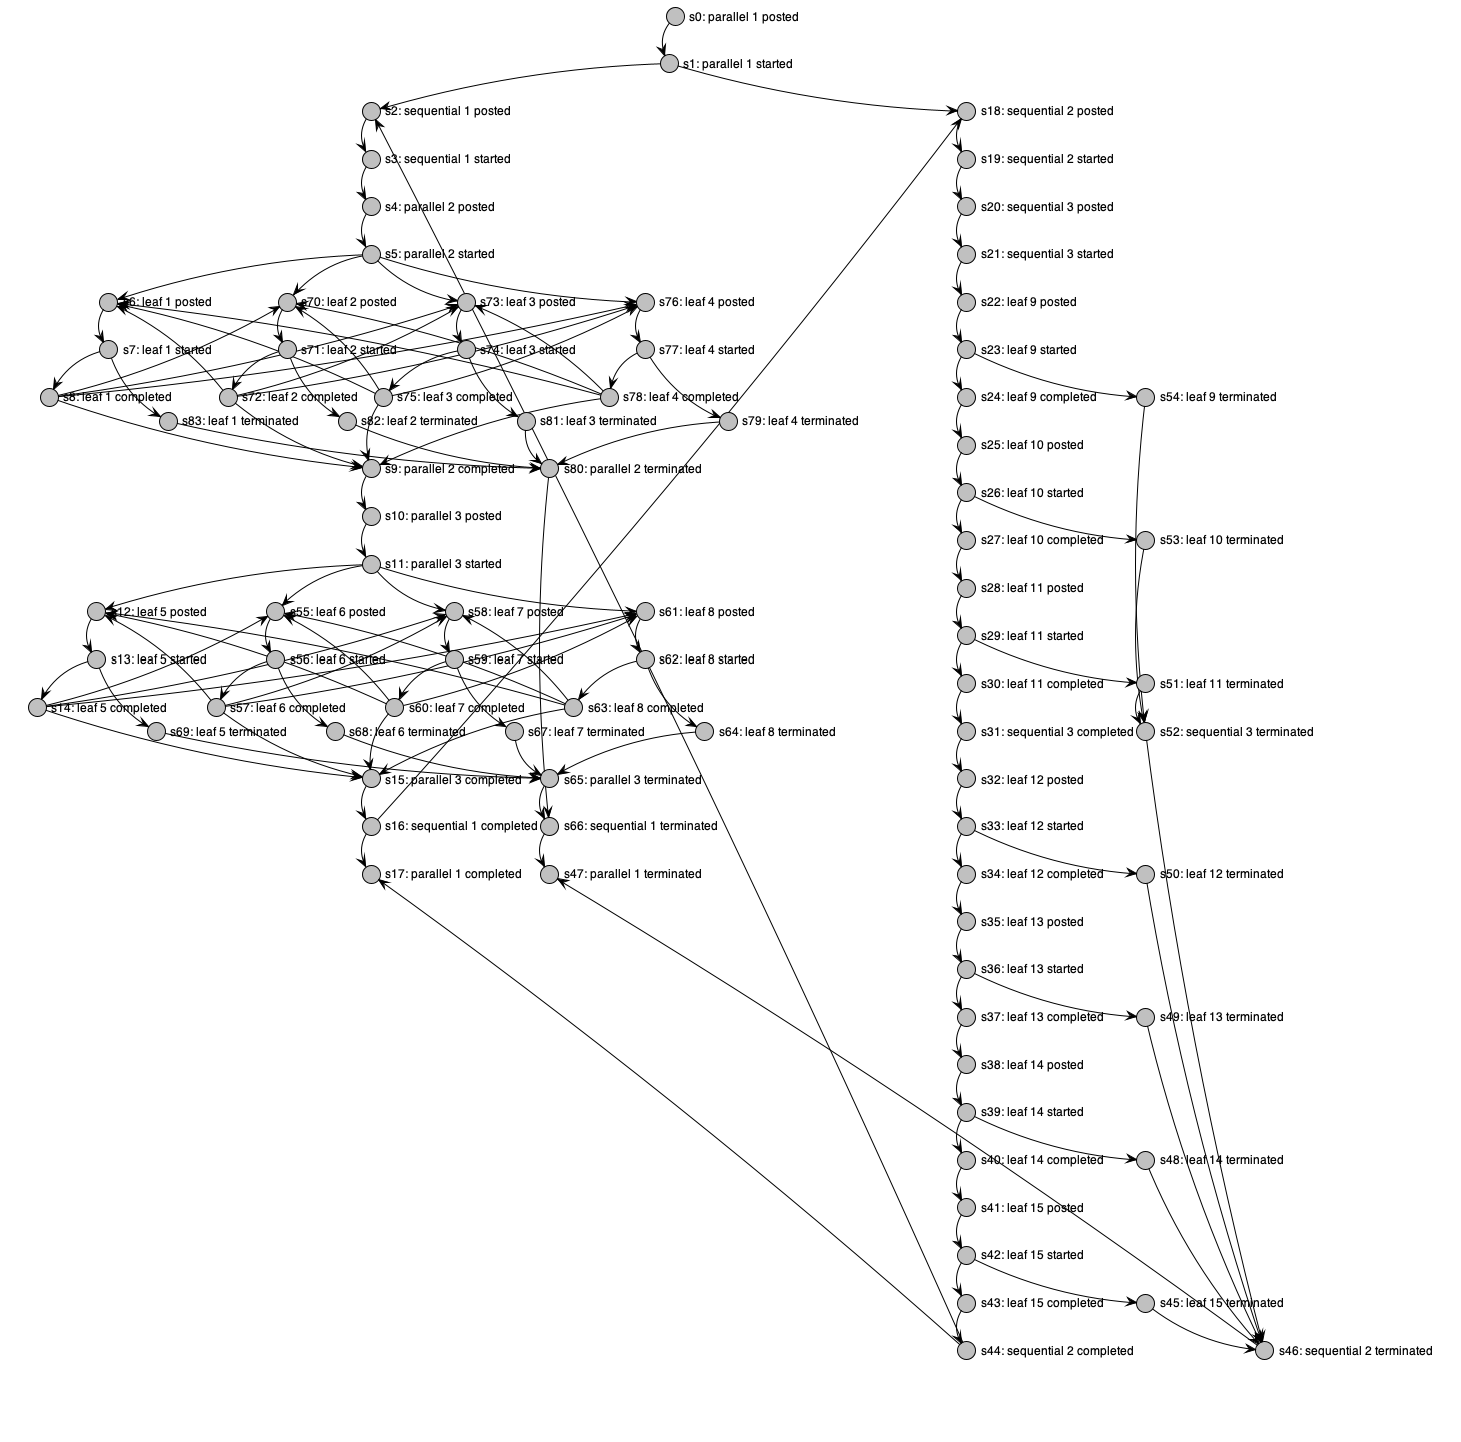 s0: parallel 1 posted
s1: parallel 1 started
s2: sequential 1 posted
s18: sequential 2 posted
s3: sequential 1 started
s19: sequential 2 started
s4: parallel 2 posted
s20: sequential 3 posted
s5: parallel 2 started
s21: sequential 3 started
s6: leaf 1 posted
s70: leaf 2 posted
s73: leaf 3 posted
s76: leaf 4 posted
s22: leaf 9 posted
s7: leaf 1 started
s71: leaf 2 started
s74: leaf 3 started
s77: leaf 4 started
s23: leaf 9 started
s8: leaf 1 completed
s72: leaf 2 completed
s75: leaf 3 completed
s78: leaf 4 completed
s24: leaf 9 completed
s54: leaf 9 terminated
s83: leaf 1 terminated
s82: leaf 2 terminated
s81: leaf 3 terminated
s79: leaf 4 terminated
s25: leaf 10 posted
s9: parallel 2 completed
s80: parallel 2 terminated
s26: leaf 10 started
s10: parallel 3 posted
s27: leaf 10 completed
s53: leaf 10 terminated
s11: parallel 3 started
s28: leaf 11 posted
s12: leaf 5 posted
s55: leaf 6 posted
s58: leaf 7 posted
s61: leaf 8 posted
s29: leaf 11 started
s13: leaf 5 started
s56: leaf 6 started
s59: leaf 7 started
s62: leaf 8 started
s30: leaf 11 completed
s51: leaf 11 terminated
s14: leaf 5 completed
s57: leaf 6 completed
s60: leaf 7 completed
s63: leaf 8 completed
s69: leaf 5 terminated
s68: leaf 6 terminated
s67: leaf 7 terminated
s64: leaf 8 terminated
s31: sequential 3 completed
s52: sequential 3 terminated
s15: parallel 3 completed
s65: parallel 3 terminated
s32: leaf 12 posted
s16: sequential 1 completed
s66: sequential 1 terminated
s33: leaf 12 started
s17: parallel 1 completed
s47: parallel 1 terminated
s34: leaf 12 completed
s50: leaf 12 terminated
s35: leaf 13 posted
s36: leaf 13 started
s37: leaf 13 completed
s49: leaf 13 terminated
s38: leaf 14 posted
s39: leaf 14 started
s40: leaf 14 completed
s48: leaf 14 terminated
s41: leaf 15 posted
s42: leaf 15 started
s43: leaf 15 completed
s45: leaf 15 terminated
s44: sequential 2 completed
s46: sequential 2 terminated